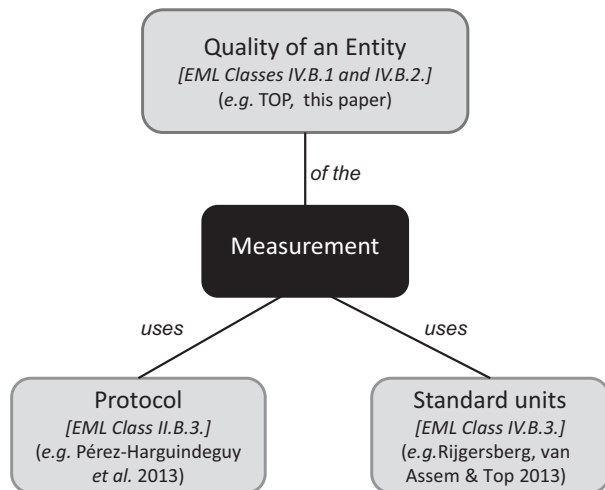 Quality of an Entity
[EML Classes IV.B.1 and IV.B.2.]
(e.g. TOP, this paper)
of the
Measurement
uses
uses
Protocol
[EML Class II.B.3.]
(e.g. Pérez-Harguindeguy
et al. 2013)
Standard units
[EML Class IV.B.3.]
(e.g.Rijgersberg, van
Assem & Top 2013)